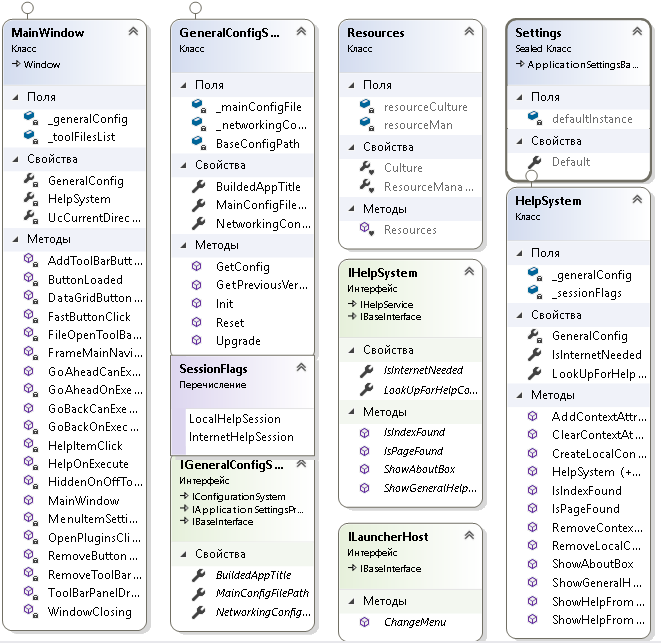 MainWindow
Класс
Window
Поля
_generalConfig
_toolFilesList
Свойства
GeneralConfig
HelpSystem
UcCurrentDirec...
Методы
AddToolBarButt...
ButtonLoaded
DataGridButton...
FastButtonClick
FileOpenToolBa...
FrameMainNavi...
GoAheadCanEx...
GoAheadOnExe...
GoBackCanExe...
GoBackOnExec...
HelpItemClick
HelpOnExecute
HiddenOnOffTo...
MainWindow
MenuItemSetti...
OpenPluginsCli...
RemoveButton...
RemoveToolBar...
ToolBarPanelDr...
WindowClosing
GeneralConfigS...
Класс
Поля
_mainConfigFile
_networkingCo...
BaseConfigPath
Свойства
BuildedAppTitle
MainConfigFile...
NetworkingCon...
Методы
GetConfig
GetPreviousVer...
Init
Reset
Upgrade
SessionFlags
Перечисление
LocalHelpSession
InternetHelpSession
IGeneralConfigS...
Интерфейс
IConfigurationSystem
IApplicationSettingsPr...
IBaseInterface
Свойства
BuildedAppTitle
MainConfigFilePath
NetworkingConfig...
Resources
Класс
Поля
resourceCulture
resourceMan
Свойства
Culture
ResourceMana...
Методы
Resources
IHelpSystem
Интерфейс
IHelpService
IBaseInterface
Свойства
IsInternetNeeded
LookUpForHelpCo...
Методы
IsIndexFound
IsPageFound
ShowAboutBox
ShowGeneralHelp...
ILauncherHost
Интерфейс
IBaseInterface
Методы
ChangeMenu
Settings
Sealed Класс
ApplicationSettingsBa...
Поля
defaultInstance
Свойства
Default
HelpSystem
Класс
Поля
_generalConfig
_sessionFlags
Свойства
GeneralConfig
IsInternetNeeded
LookUpForHelp...
Методы
AddContextAttr...
ClearContextAt...
CreateLocalCon...
HelpSystem (+...
IsIndexFound
IsPageFound
RemoveContex...
RemoveLocalC...
ShowAboutBox
ShowGeneralH...
ShowHelpFrom...
ShowHelpFrom...